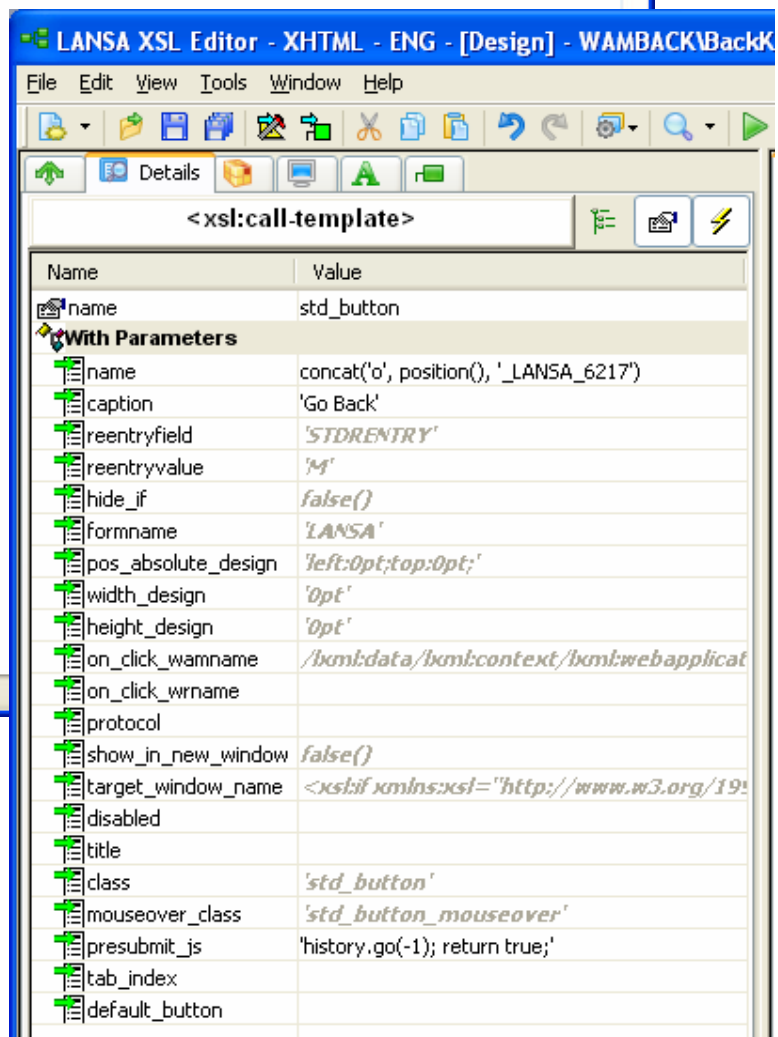 LANSA XSL Editor - XHTML - ENG - [Design] - WAMBACK\BackK
File Edit View Tools Window Help
Details
<xsl:call-template>
Name Value
name std_button
With Parameters
name concat('o', position(), '_LANSA_6217')
caption 'Go Back'
reentryfield 'STDRENTRY'
reentryvalue 'M'
hide_if false()
formname 'LANSA'
pos_absolute_design 'left:0pt;top:0pt;'
width_design '0pt'
height_design '0pt'
on_click_wamname /lxml:data/lxml:context/lxml:webapplicat
on_click_wrname
protocol
show_in_new_window false()
target_window_name <xsl:if xmlns:xsl="http://www.w3.org/199
disabled
title
class 'std_button'
mouseover_class 'std_button_mouseover'
presubmit_js 'history.go(-1); return true;'
tab_index
default_button